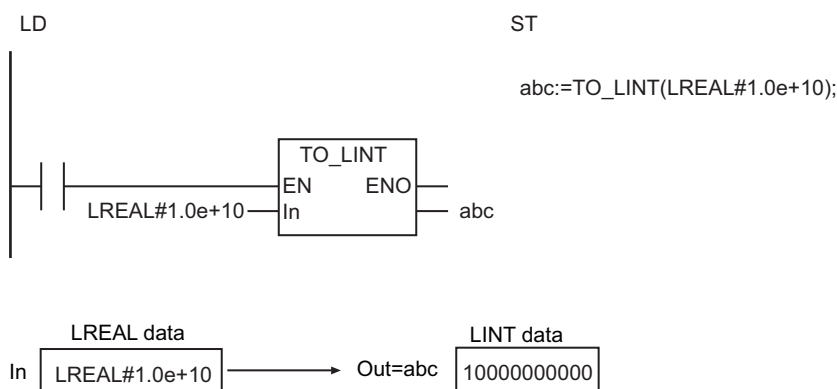 LD
ST
abc:=TO_LINT(LREAL#1.0e+10);
TO_LINT
EN ENO
LREAL#1.0e+10 In abc
LREAL data
LINT data
In LREAL#1.0e+10 Out=abc 10000000000